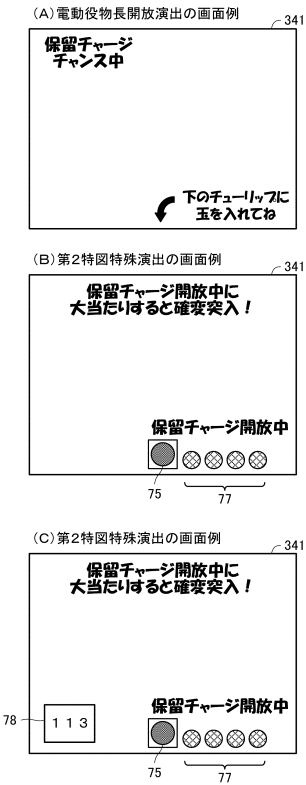 (A)電動役物長開放演出の画面例
341
保留チャージ
チャンス中
下のチューリップに
玉を入れてね
(B)第2特図特殊演出の画面例
341
保留チャージ開放中に
大当たりすると確変突入!
保留チャージ開放中
75
77
(C)第2特図特殊演出の画面例
341
保留チャージ開放中に
大当たりすると確変突入!
保留チャージ開放中
78
113
75
77